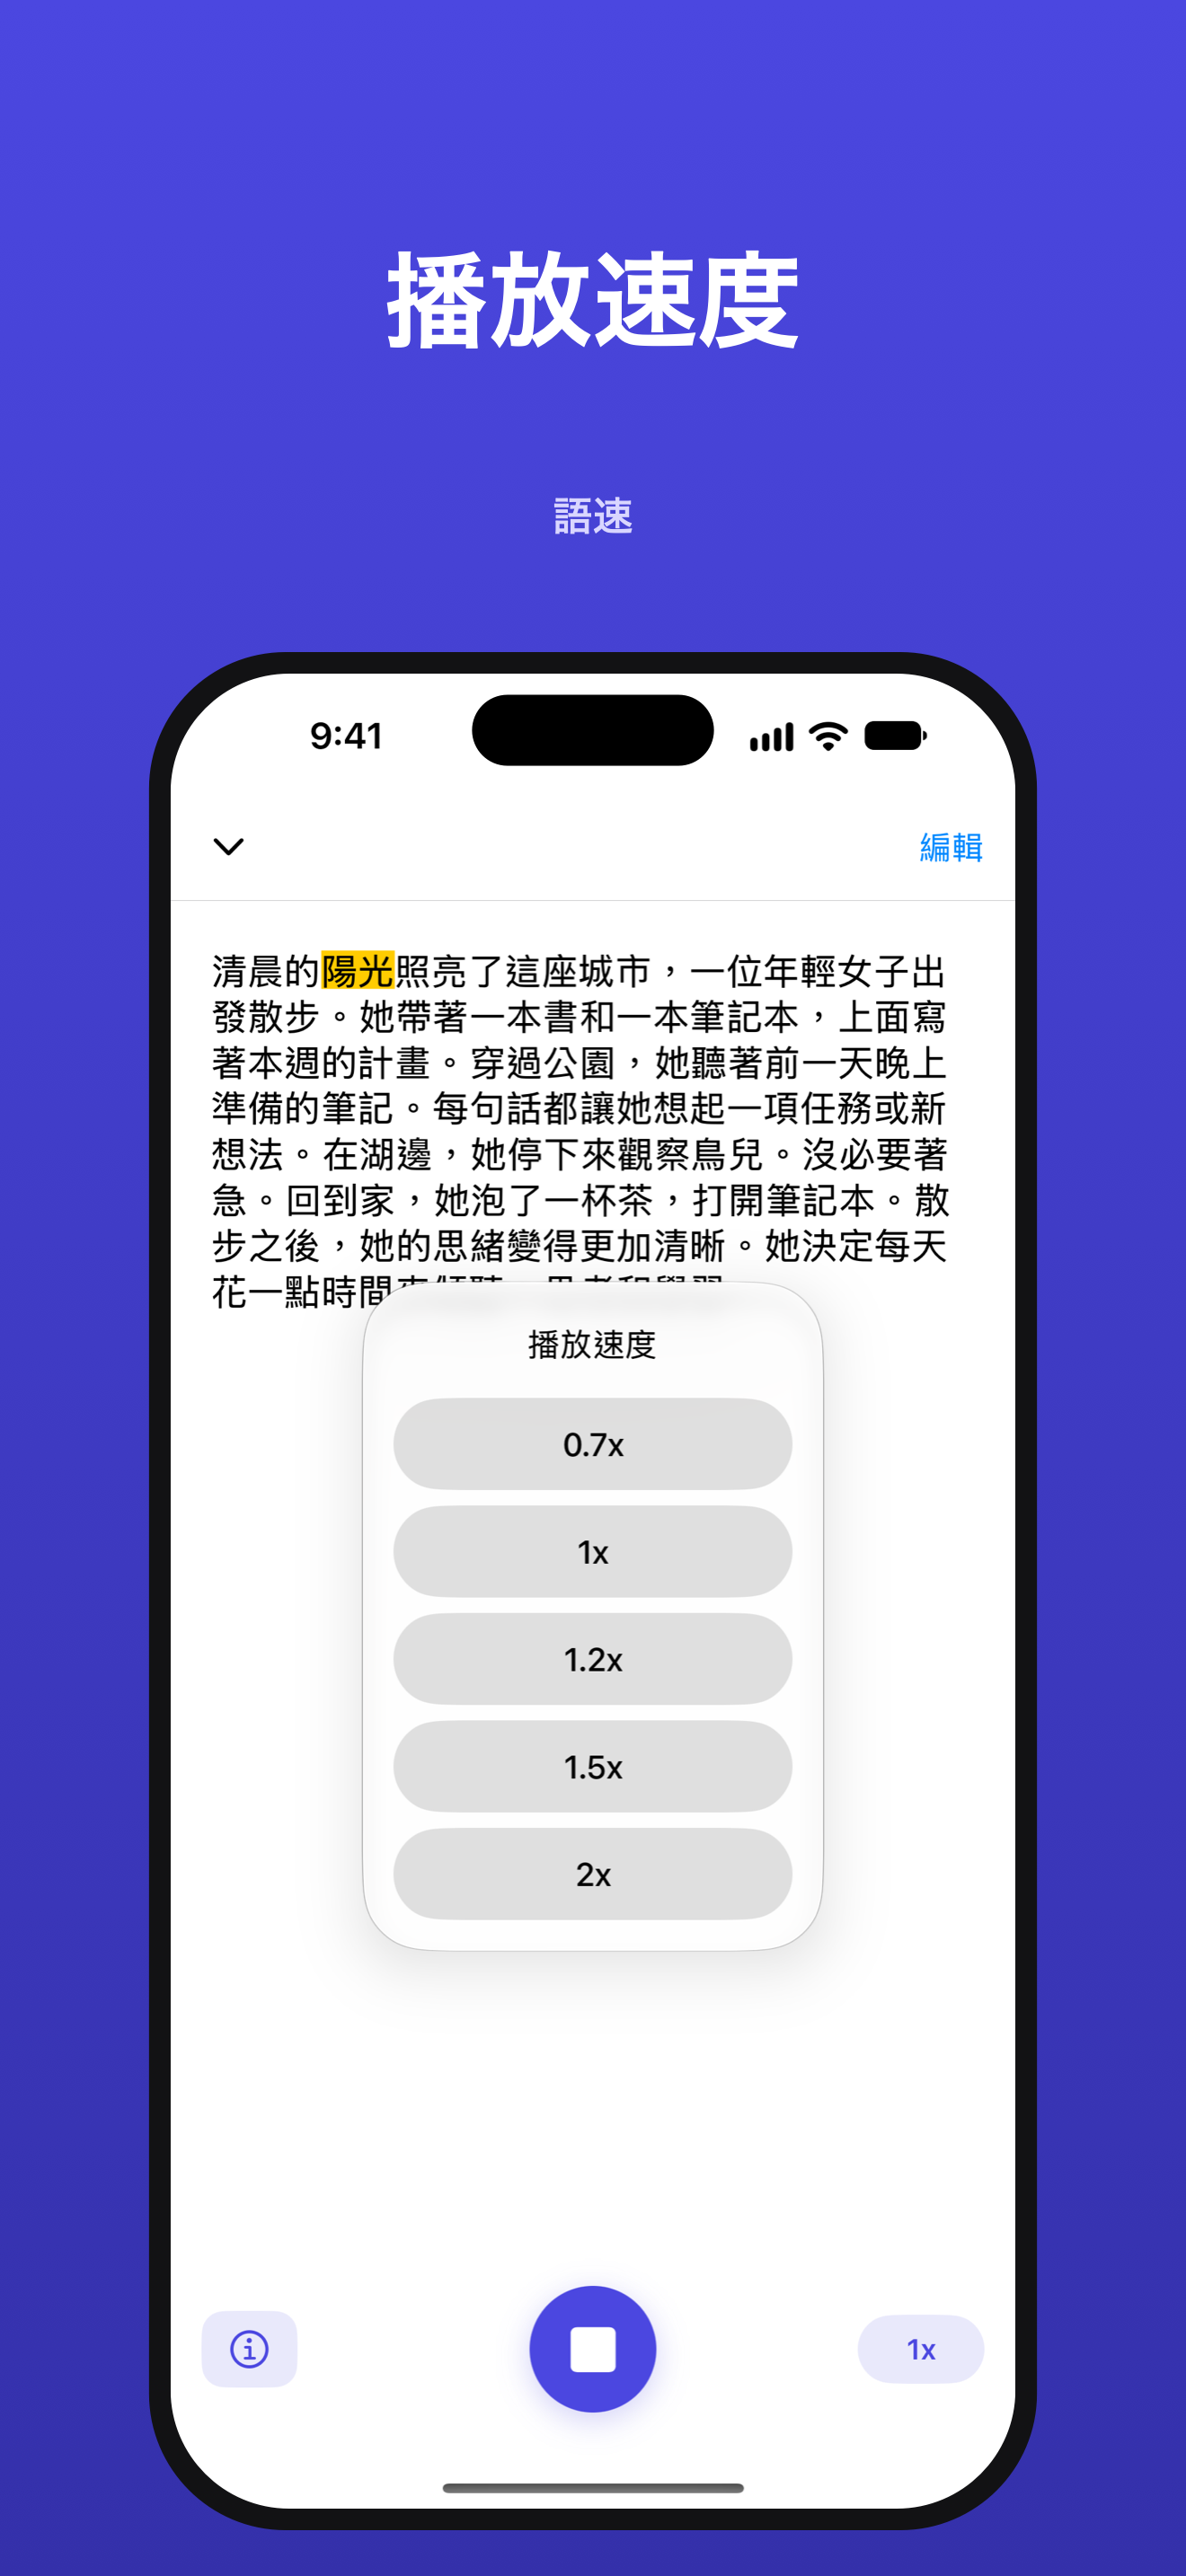 播放速度
語速
9:41
編輯
清晨的陽光照亮了這座城市，一位年輕女子出
發散步。她帶著一本書和一本筆記本，上面寫
著本週的計畫。穿過公園，她聽著前一天晚上
準備的筆記。每句話都讓她想起一項任務或新
想法。在湖邊，她停下來觀察鳥兒。沒必要著
急。回到家，她泡了一杯茶，打開筆記本。散
步之後，她的思緒變得更加清晰。她決定每天
花一點時間來傾聽、思考和學習
播放速度
0.7x
1x
1.2x
1.5x
2x
1x